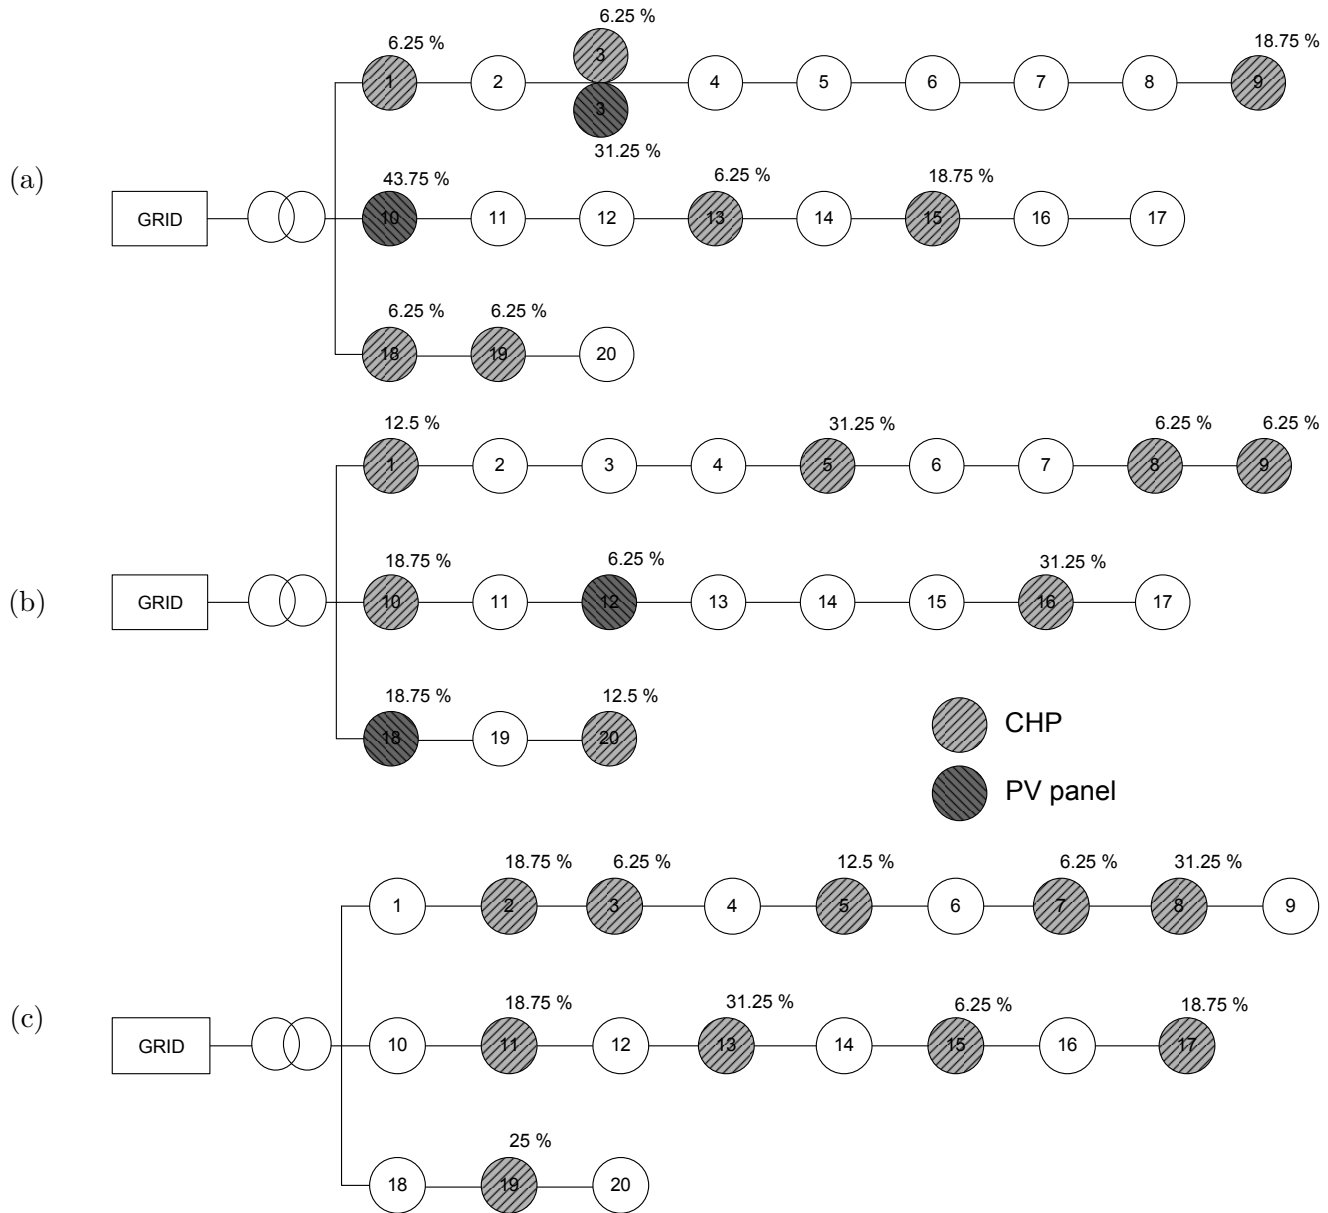 6.25 %
6.25 % 18.75 %
3
1 2 4 5 6 7 8 9
3
31.25 %
(a)
43.75 % 6.25 % 18.75 %
GRID 10 11 12 13 14 15 16 17
6.25 % 6.25 %
18 19 20
12.5 % 31.25 % 6.25 % 6.25 %
1 2 3 4 5 6 7 8 9
18.75 % 6.25 % 31.25 %
(b) GRID 10 11 12 13 14 15 16 17
18.75 % 12.5 %
18 19 20
CHP
PV panel
18.75 % 6.25 % 12.5 % 6.25 % 31.25 %
1 2 3 4 5 6 7 8 9
18.75 % 31.25 % 6.25 % 18.75 %
(c) GRID 10 11 12 13 14 15 16 17
25 %
18 19 20